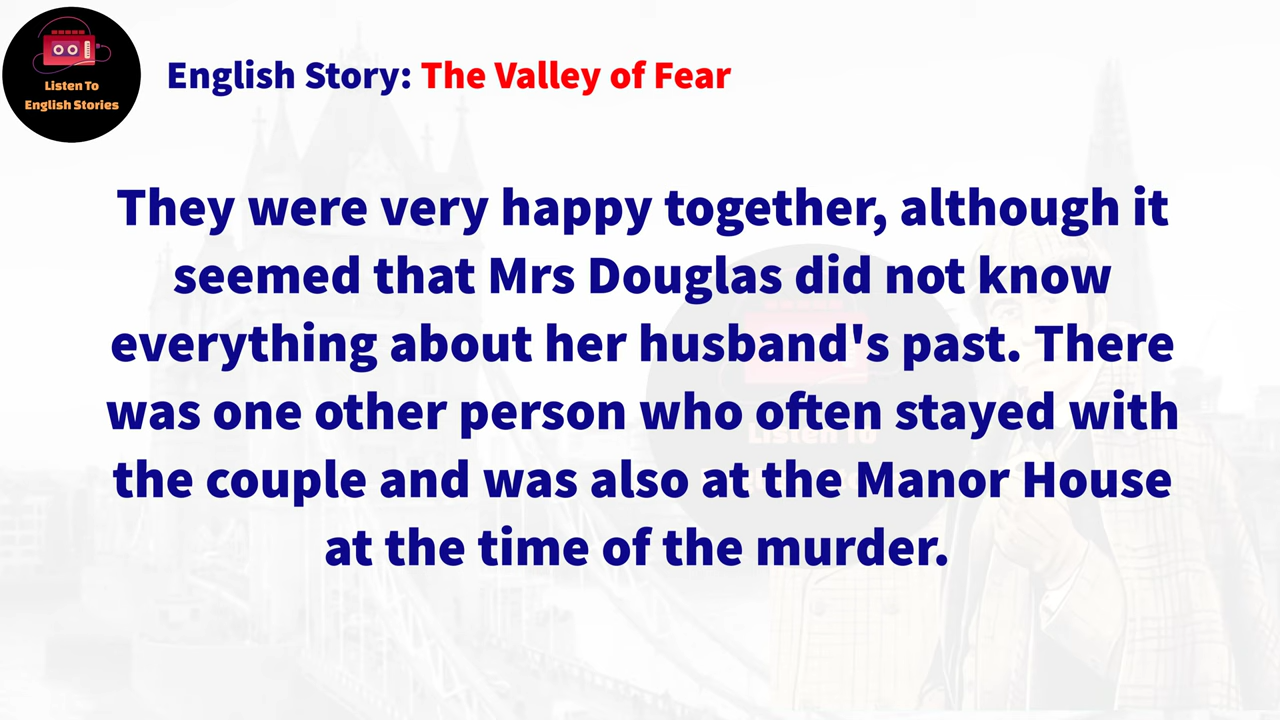 Listen To
English Stories
English Story: The Valley of Fear
They were very happy together, although it
seemed that Mrs Douglas did not know
everything about her husband's past. There
was one other person who often stayed with
the couple and was also at the Manor House
at the time of the murder.
Listen To